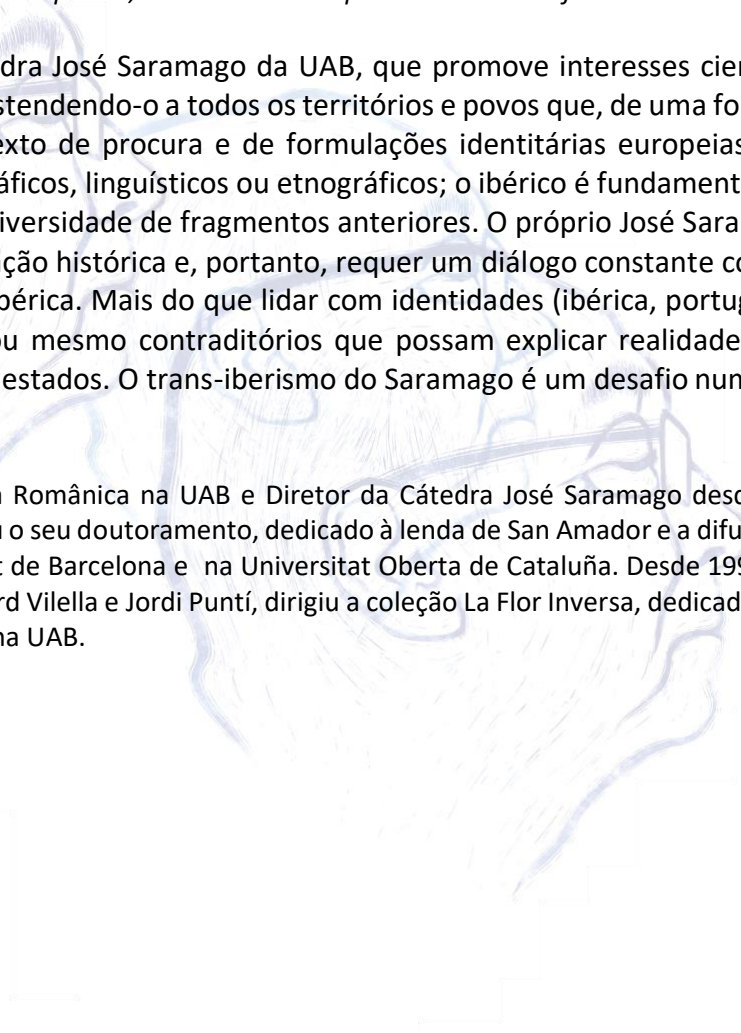 dra José Saramago da UAB, que promove interesses cien
stendendo-o a todos os territórios e povos que, de uma fo
exto de procura e de formulações identitárias europeias
áficos, linguísticos ou etnográficos; o ibérico é fundament
iversidade de fragmentos anteriores. O próprio José Sara
ição histórica e, portanto, requer um diálogo constante co
bérica. Mais do que lidar com identidades (ibérica, portug
ou mesmo contraditórios que possam explicar realidade
estados. O trans-iberismo do Saramago é um desafio num
a Românica na UAB e Diretor da Cátedra José Saramago desd
u o seu doutoramento, dedicado à lenda de San Amador e a difu
t de Barcelona e na Universitat Oberta de Cataluña. Desde 199
rd Vilella e Jordi Puntí, dirigiu a coleção La Flor Inversa, dedicad
na UAB.